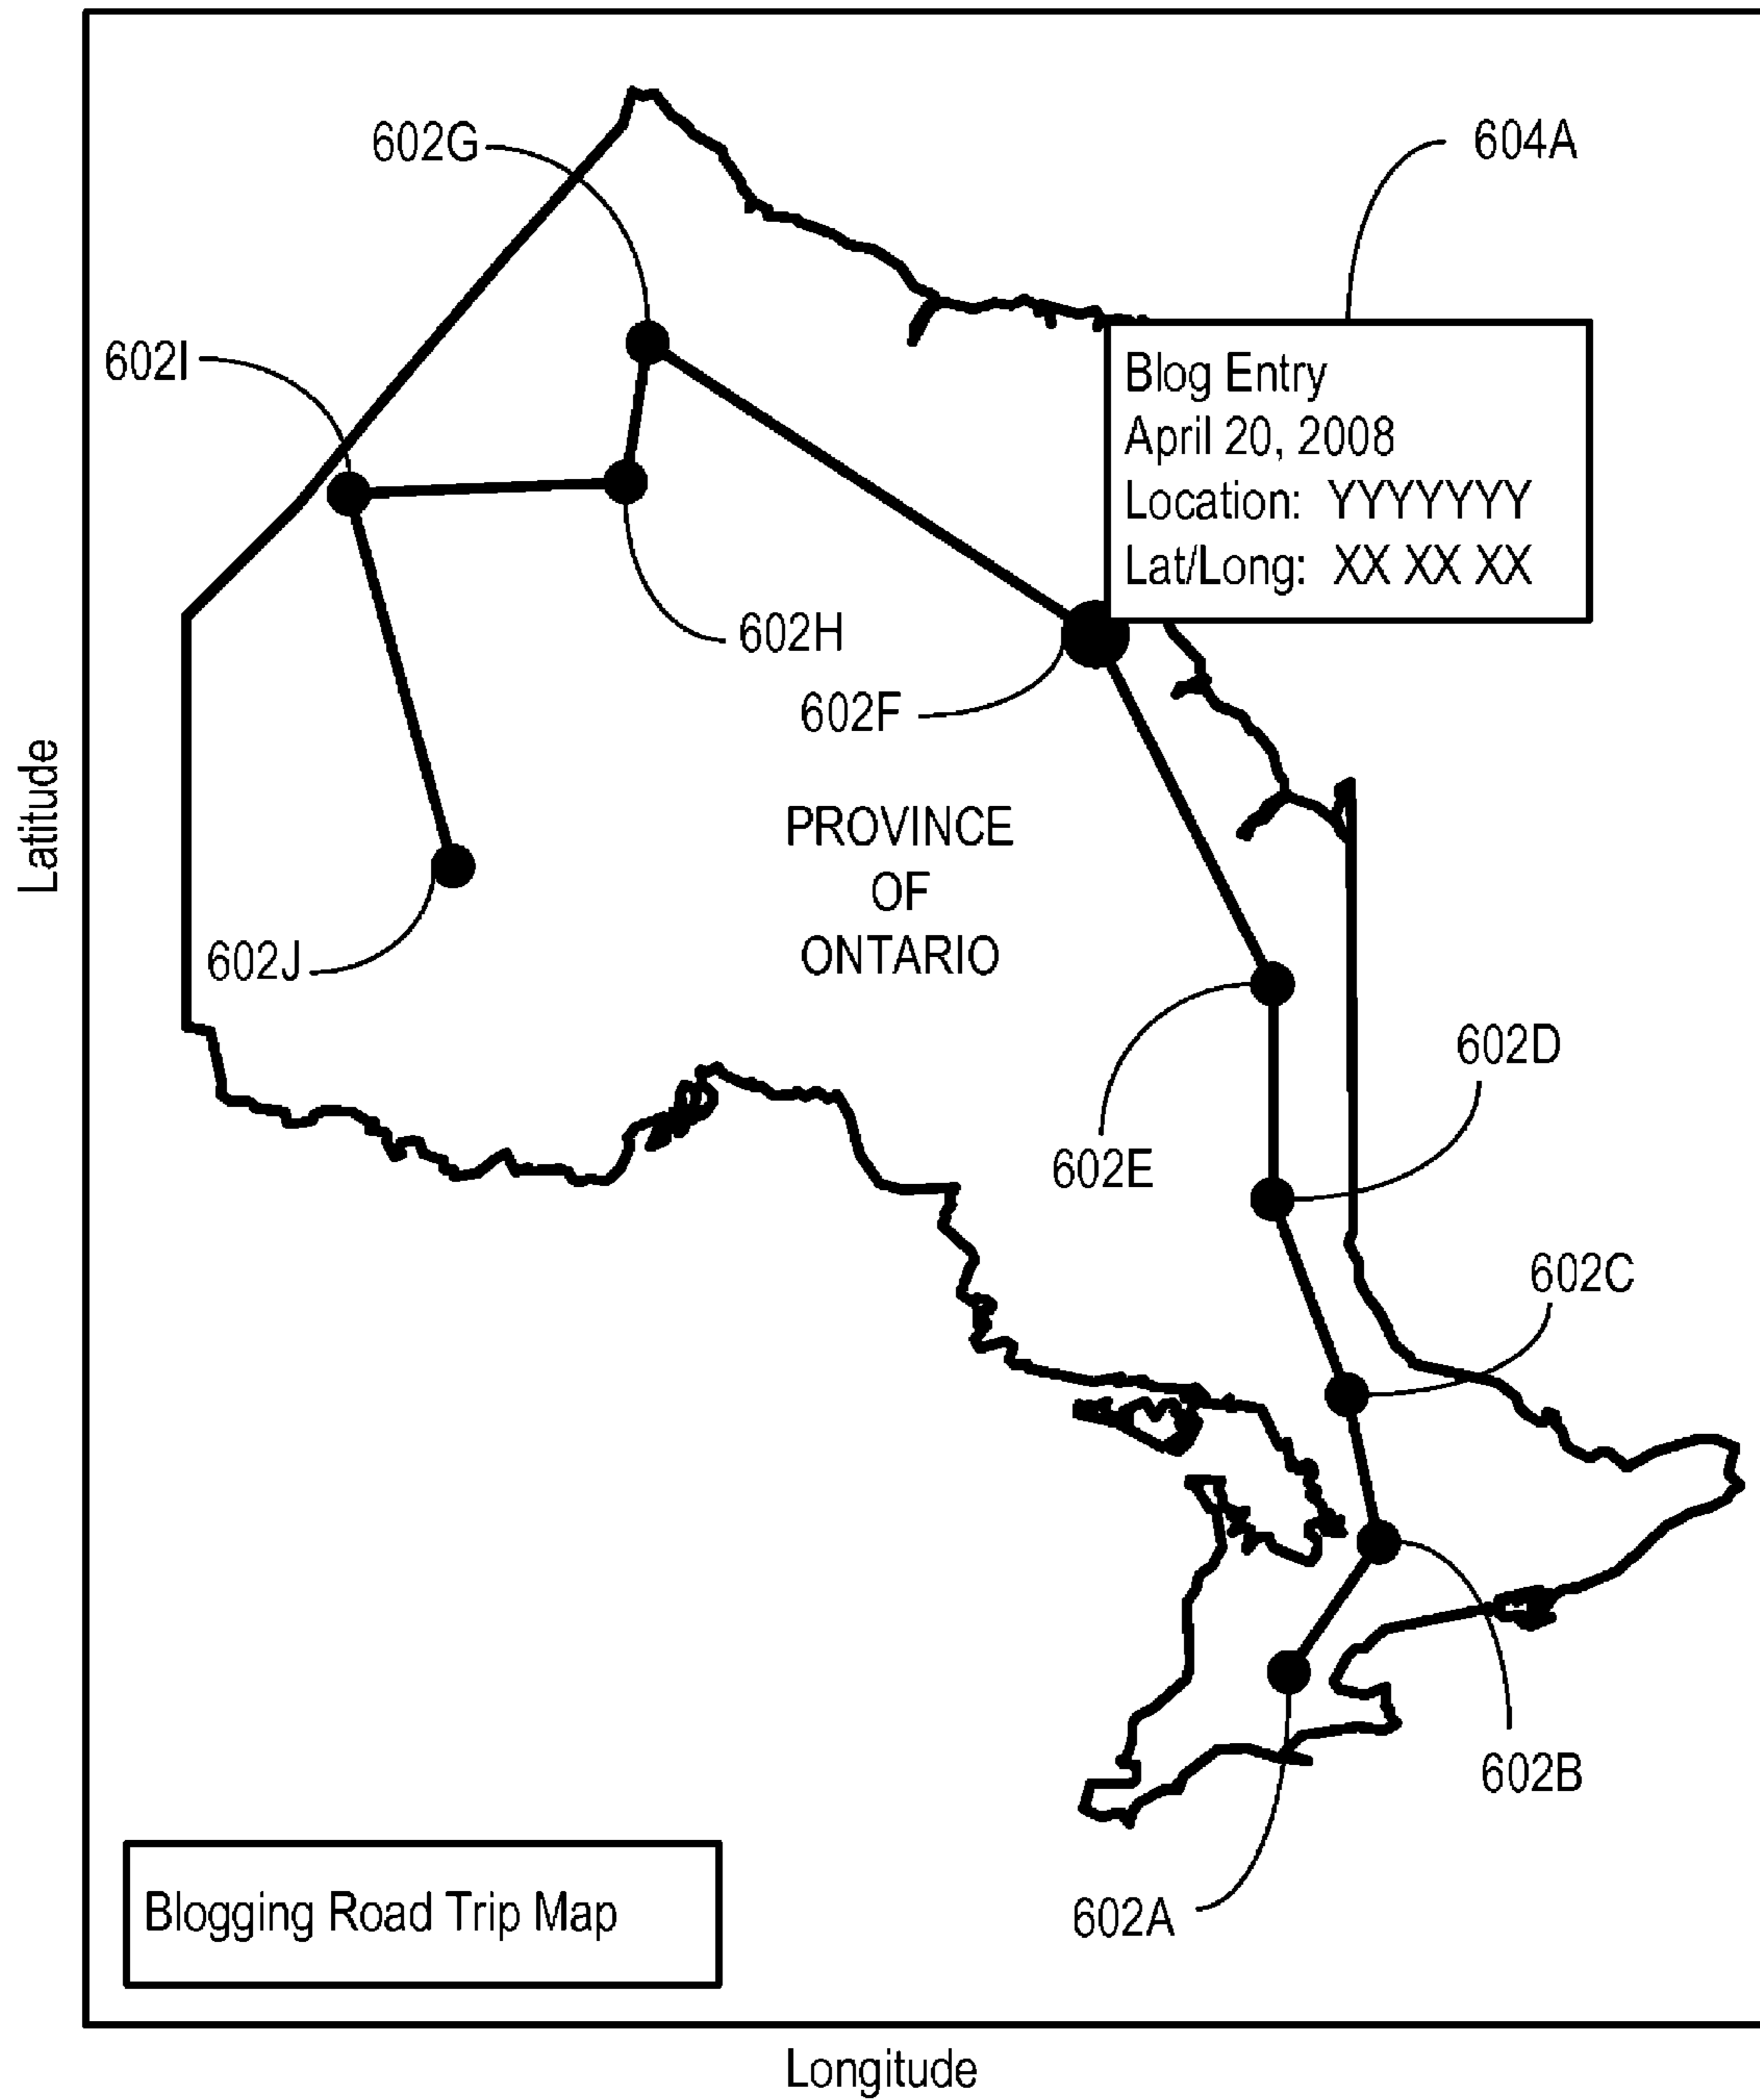 602G
604A
602I
Blog Entry
April 20, 2008
Location: YYYYYYY
Lat/Long: XX XX XX
602H
602F
Latitude
PROVINCE
OF
ONTARIO
602J
602D
602E
602C
602B
602A
Blogging Road Trip Map
Longitude